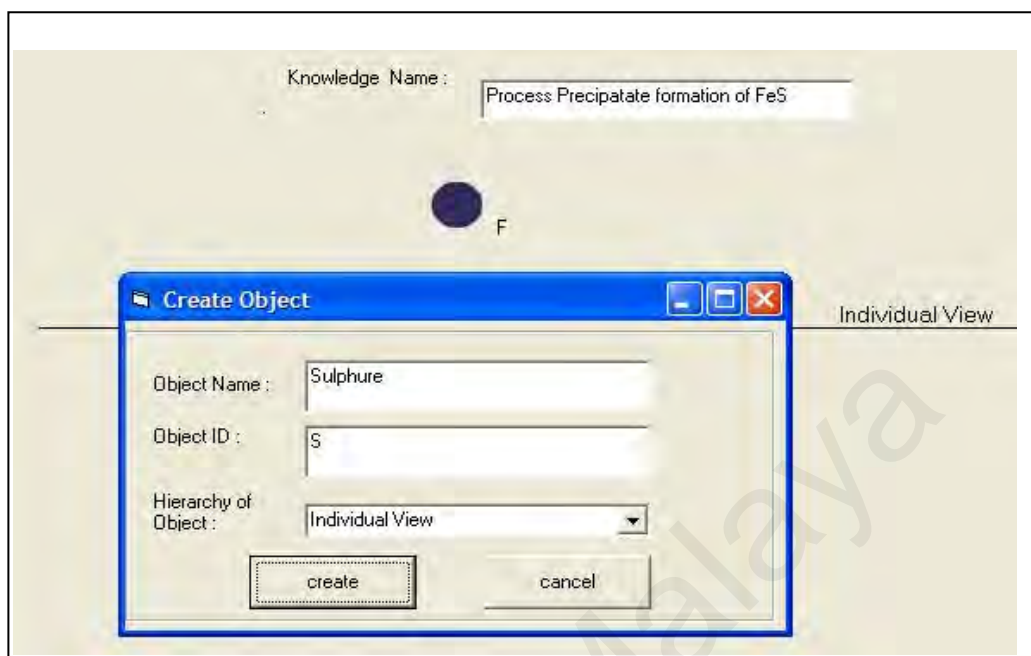 Knowledge Name :
Process Precipatate formation of FeS
F
Create Object
Individual View
Object Name :
Sulphure
Object ID :
S
Hierarchy of
Object :
Individual View
create
cancel
Malaya